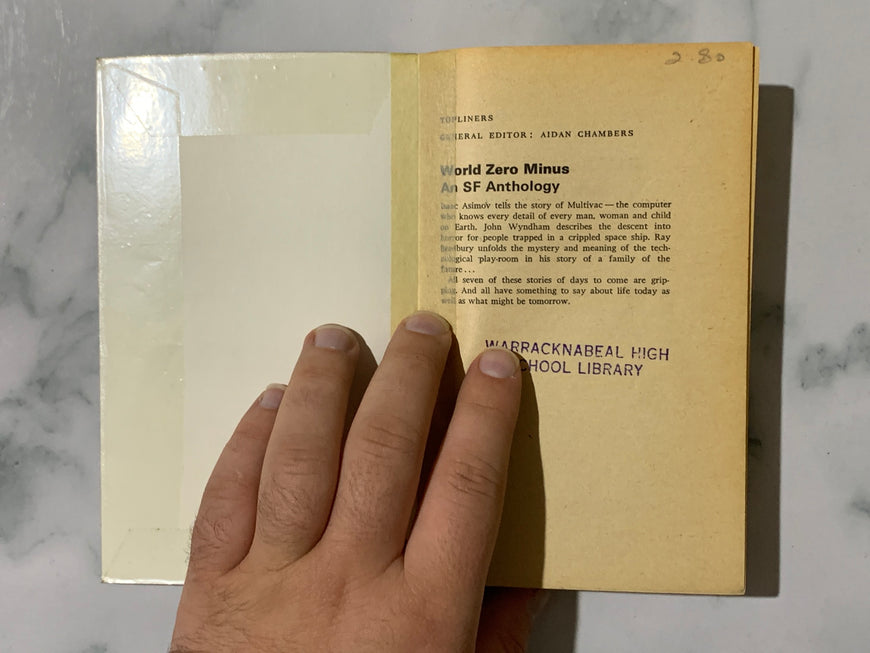 2.80
TOPLINERS
GENERAL EDITOR: AIDAN CHAMBERS
World Zero Minus
An SF Anthology
Isaac Asimov tells the story of Multivac — the computer
who knows every detail of every man, woman and child
on Earth. John Wyndham describes the descent into
horror for people trapped in a crippled space ship. Ray
Bradbury unfolds the mystery and meaning of the tech-
nological play-room in his story of a family of the
future...
All seven of these stories of days to come are grip-
ping. And all have something to say about life today as
well as what might be tomorrow.
WARRACKNABEAL HIGH
SCHOOL LIBRARY